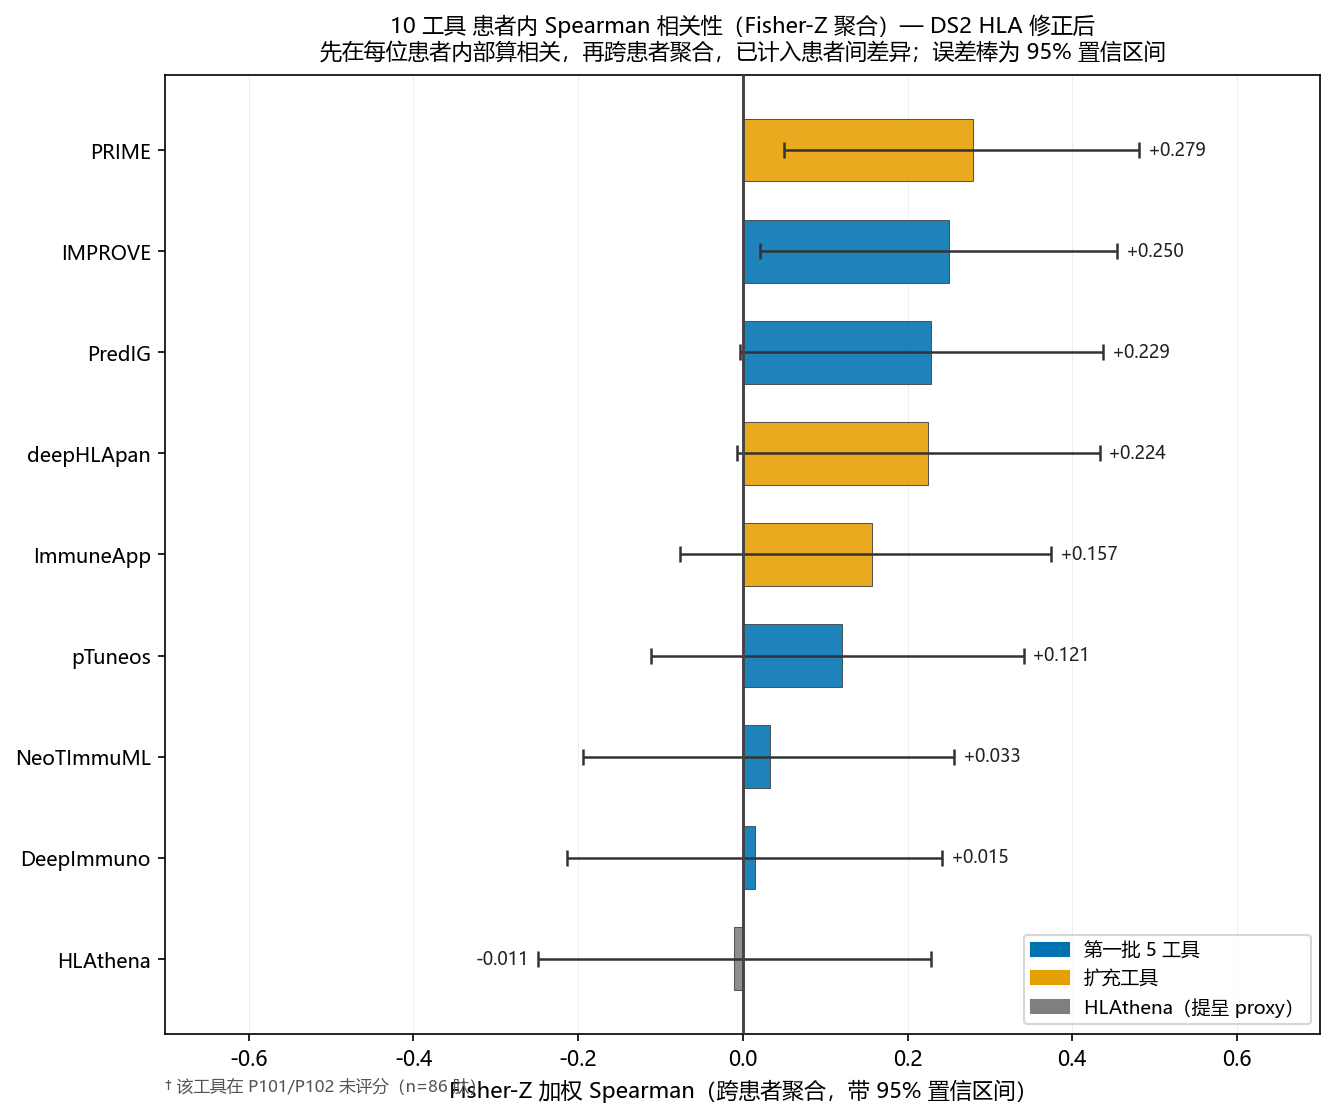 10 工具 患者内 Spearman 相关性（Fisher-Z 聚合）— DS2 HLA 修正后
先在每位患者内部算相关，再跨患者聚合，已计入患者间差异；误差棒为 95% 置信区间
PRIME
+0.279
IMPROVE
+0.250
PredIG
+0.229
deepHLApan
+0.224
ImmuneApp
+0.157
pTuneos
+0.121
NeoTImmuML
+0.033
DeepImmuno
+0.015
HLAthena
-0.011
第一批 5 工具
扩充工具
HLAthena（提呈 proxy）
-0.6 -0.4 -0.2 0.0 0.2 0.4 0.6
† 该工具在 P101/P102 未评分（n=86 肽）
Fisher-Z 加权 Spearman（跨患者聚合，带 95% 置信区间）